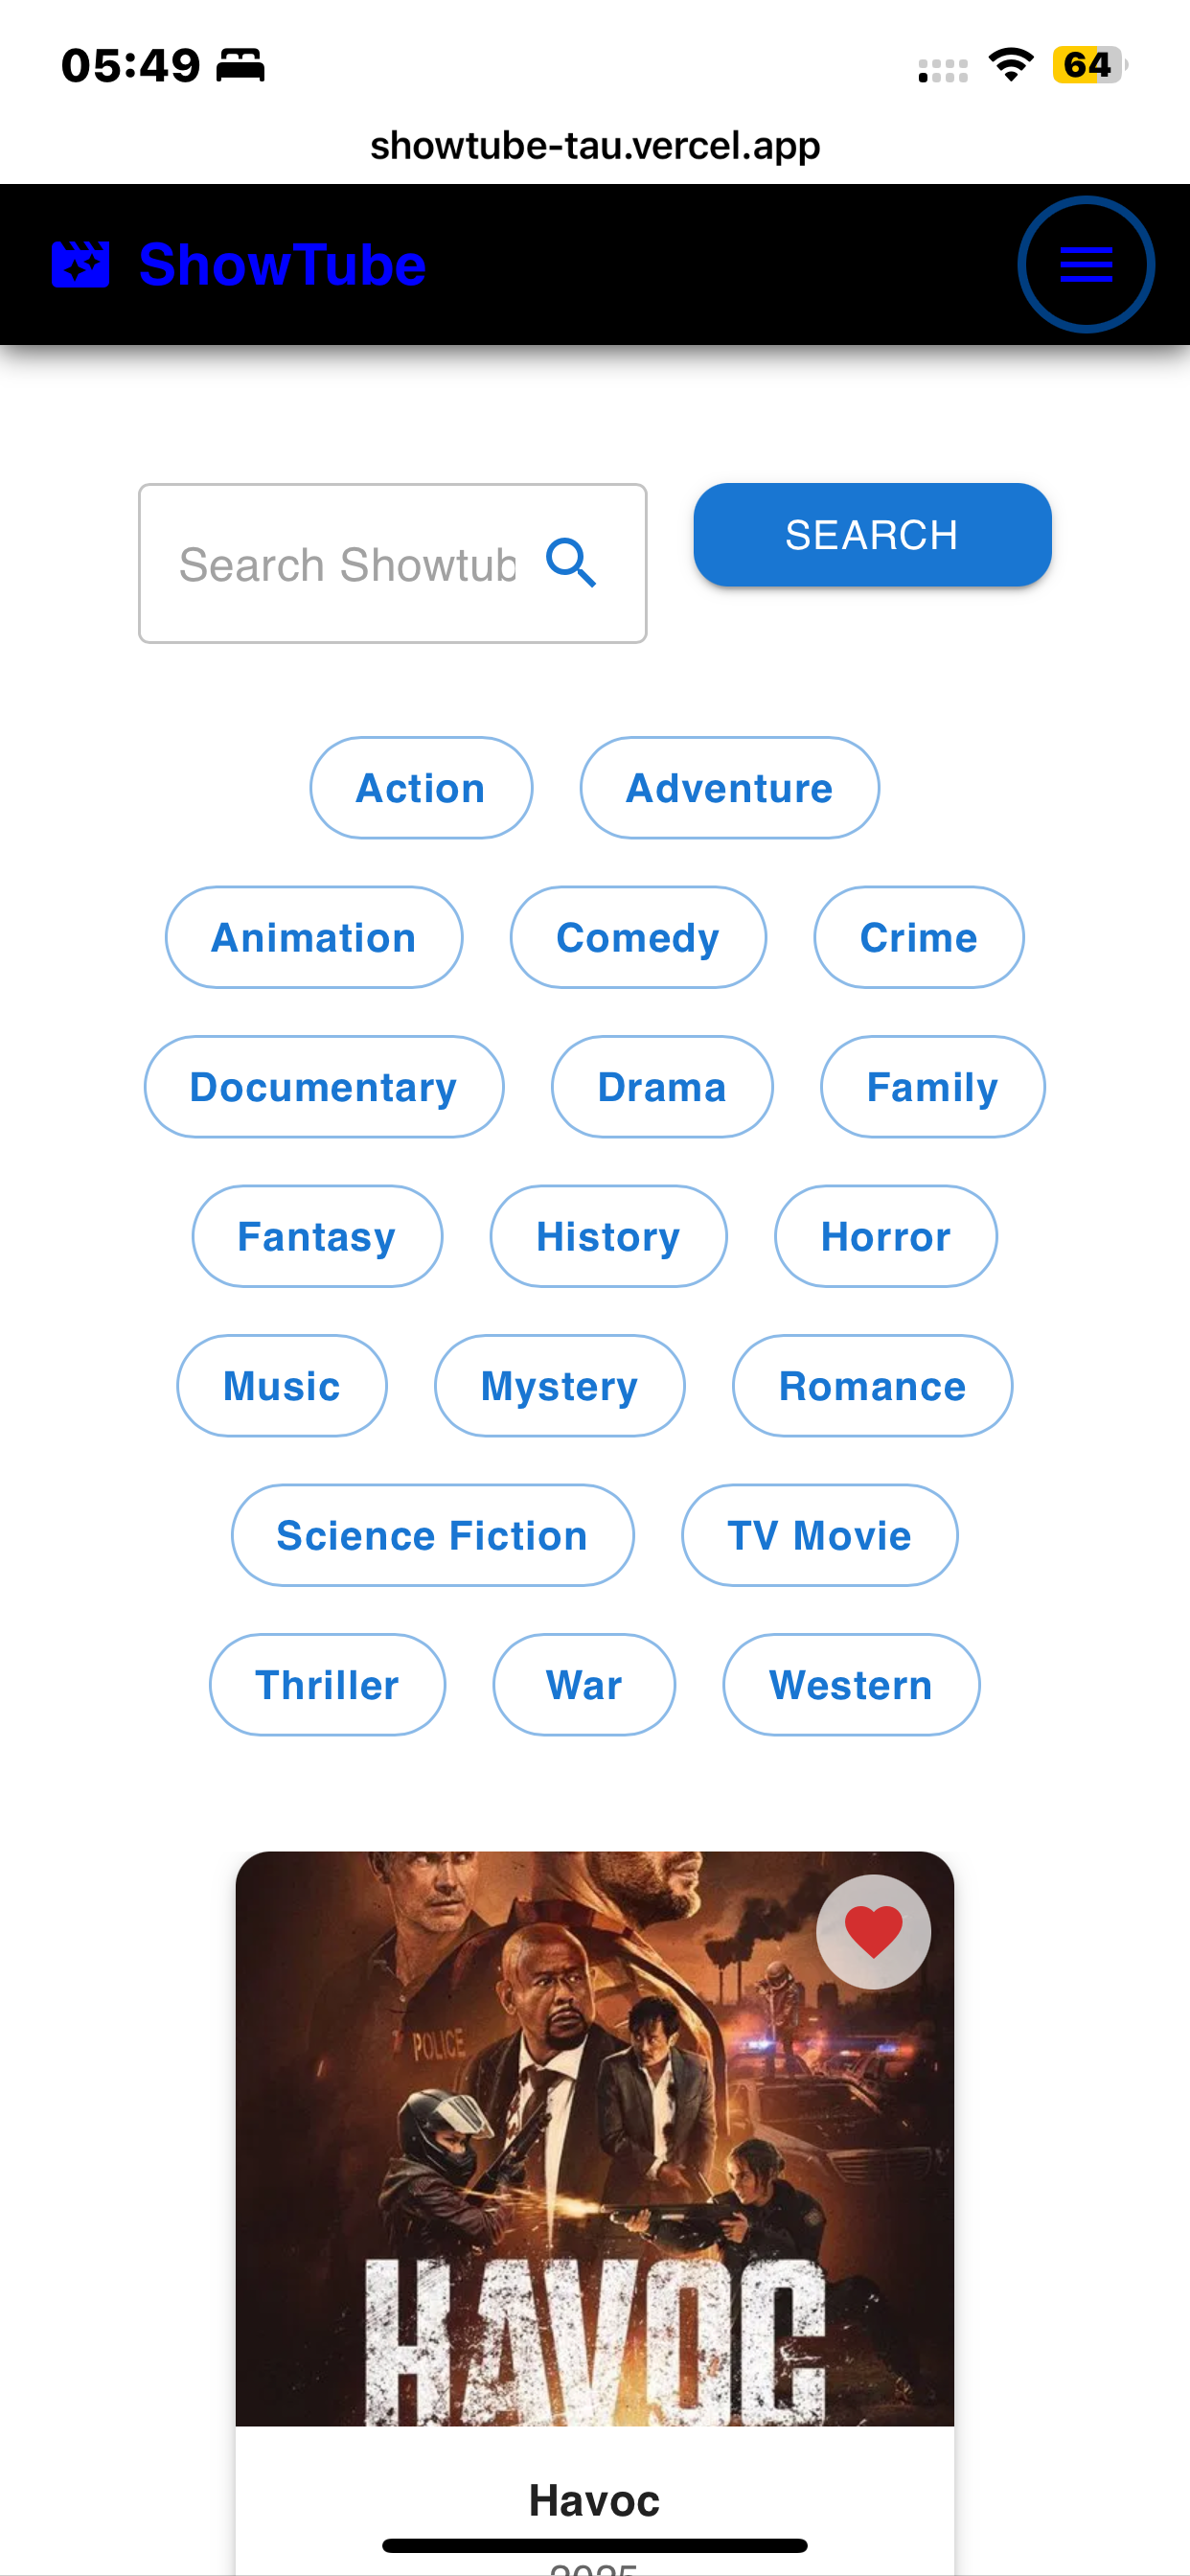 05:49 64
showtube-tau.vercel.app
ShowTube
Search Showtub SEARCH
Action Adventure
Animation Comedy Crime
Documentary Drama Family
Fantasy History Horror
Music Mystery Romance
Science Fiction TV Movie
Thriller War Western
POLICE
HAVOC
Havoc
2025